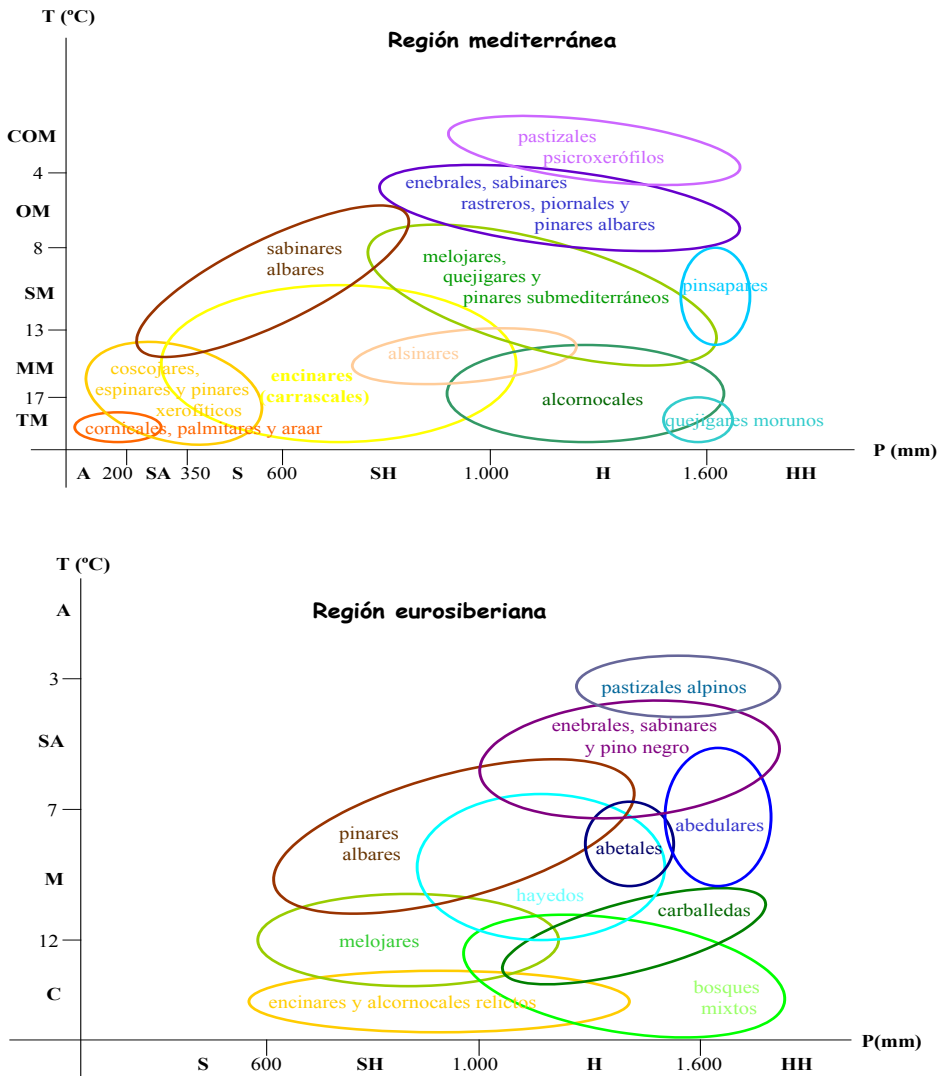 T (ºC)
Región mediterránea
COM
pastizales
psicroxerófilos
4
enebrales, sabinares
rastreros, piornales y
pinares albares
OM
8
sabinares
albares
melojares,
quejigares y
pinares submediterráneos
pinsapares
SM
13
alsinares
MM
coscojares,
espinares y pinares
xerofíticos
encinares
(carrascales)
alcornocales
17
TM
cornicales, palmitares y araar
quejigares morunos
P (mm)
A 200 SA 350 S 600 SH 1.000 H 1.600 HH
T (ºC)
A
Región eurosiberiana
3
pastizales alpinos
enebrales, sabinares
y pino negro
SA
7
pinares
albares
abetales
abedulares
M
hayedos
carballedas
12
melojares
bosques
mixtos
C
encinares y alcornocales relictos
P(mm)
S 600 SH 1.000 H 1.600 HH